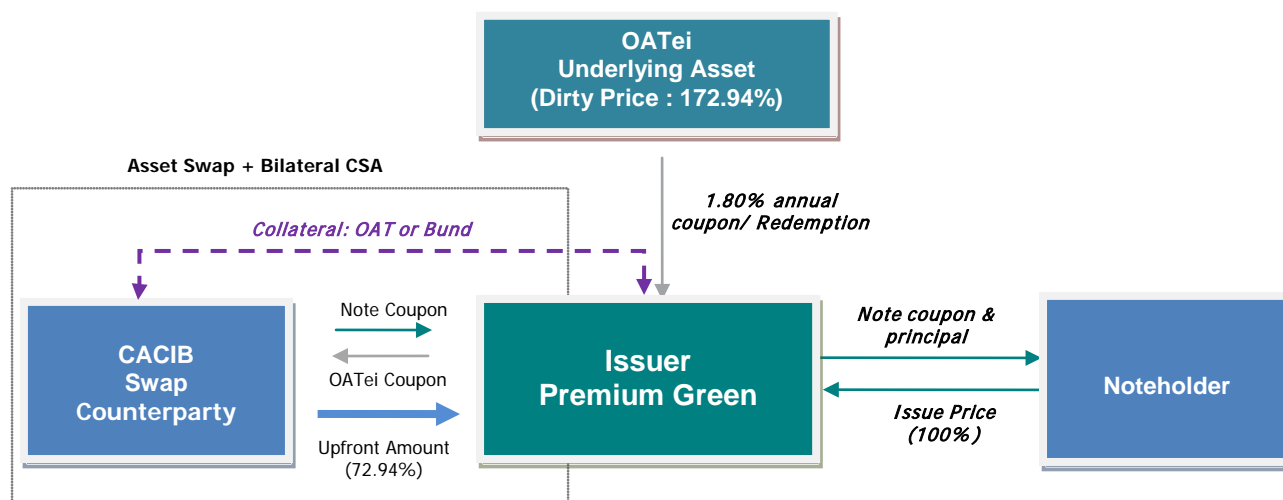 OATei
Underlying Asset
(Dirty Price : 172.94%)
Asset Swap + Bilateral CSA
1.80% annual
coupon/ Redemption
Collateral: OAT or Bund
CACIB
Swap
Counterparty
Note Coupon
OATei Coupon
Upfront Amount
(72.94%)
Issuer
Premium Green
Note coupon &
principal
Issue Price
(100%)
Noteholder